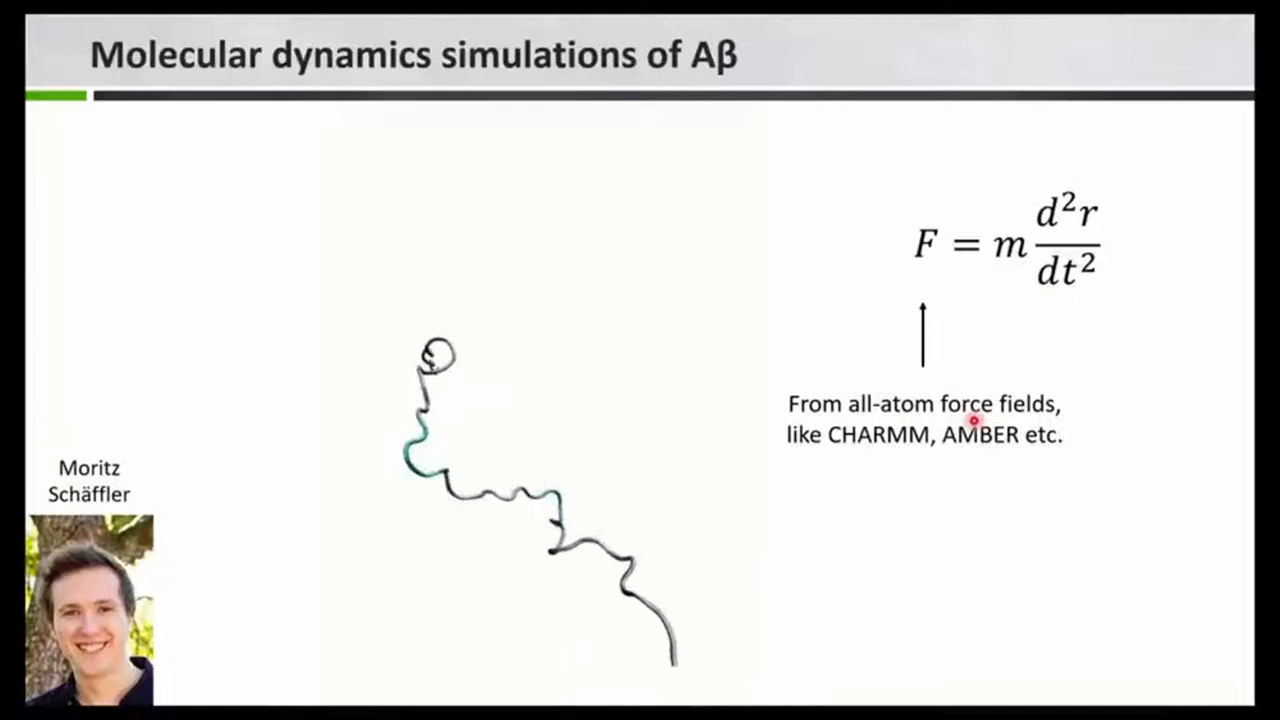 Molecular dynamics simulations of Aβ
F = m d²r/dt²
From all-atom force fields,
like CHARMM, AMBER etc.
Moritz
Schäffler